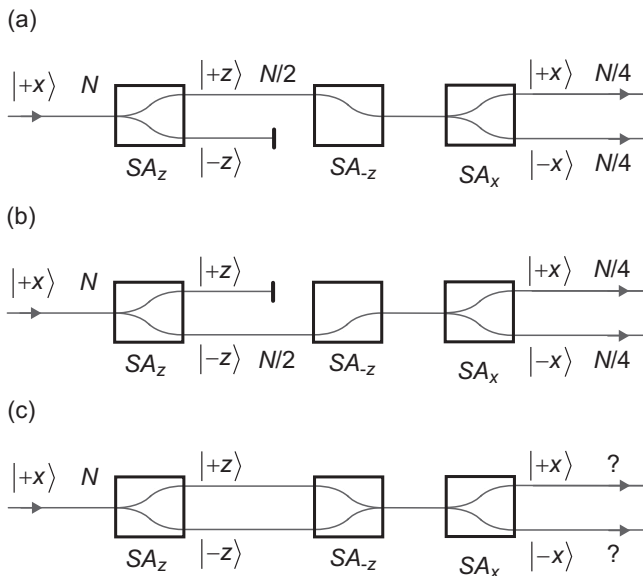 (a)
|+x⟩ N |+z⟩ N/2 |+x⟩ N/4
SA_z |−z⟩ SA_-z SA_x |−x⟩ N/4
(b)
|+x⟩ N |+z⟩ |+x⟩ N/4
SA_z |−z⟩ N/2 SA_-z SA_x |−x⟩ N/4
(c)
|+x⟩ N |+z⟩ |+x⟩ ?
SA_z |−z⟩ SA_-z SA_x |−x⟩ ?